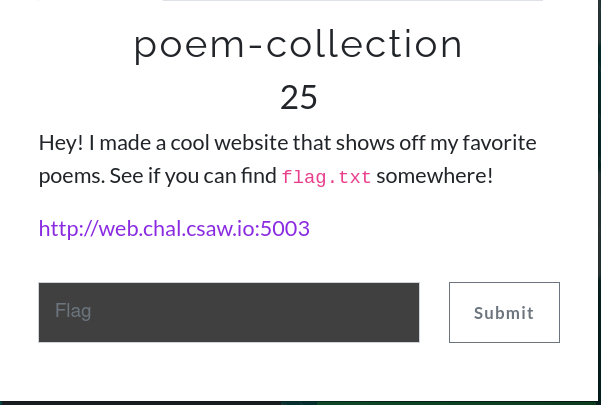 poem-collection
25
Hey! I made a cool website that shows off my favorite
poems. See if you can find flag.txt somewhere!
http://web.chal.csaw.io:5003
Flag
Submit